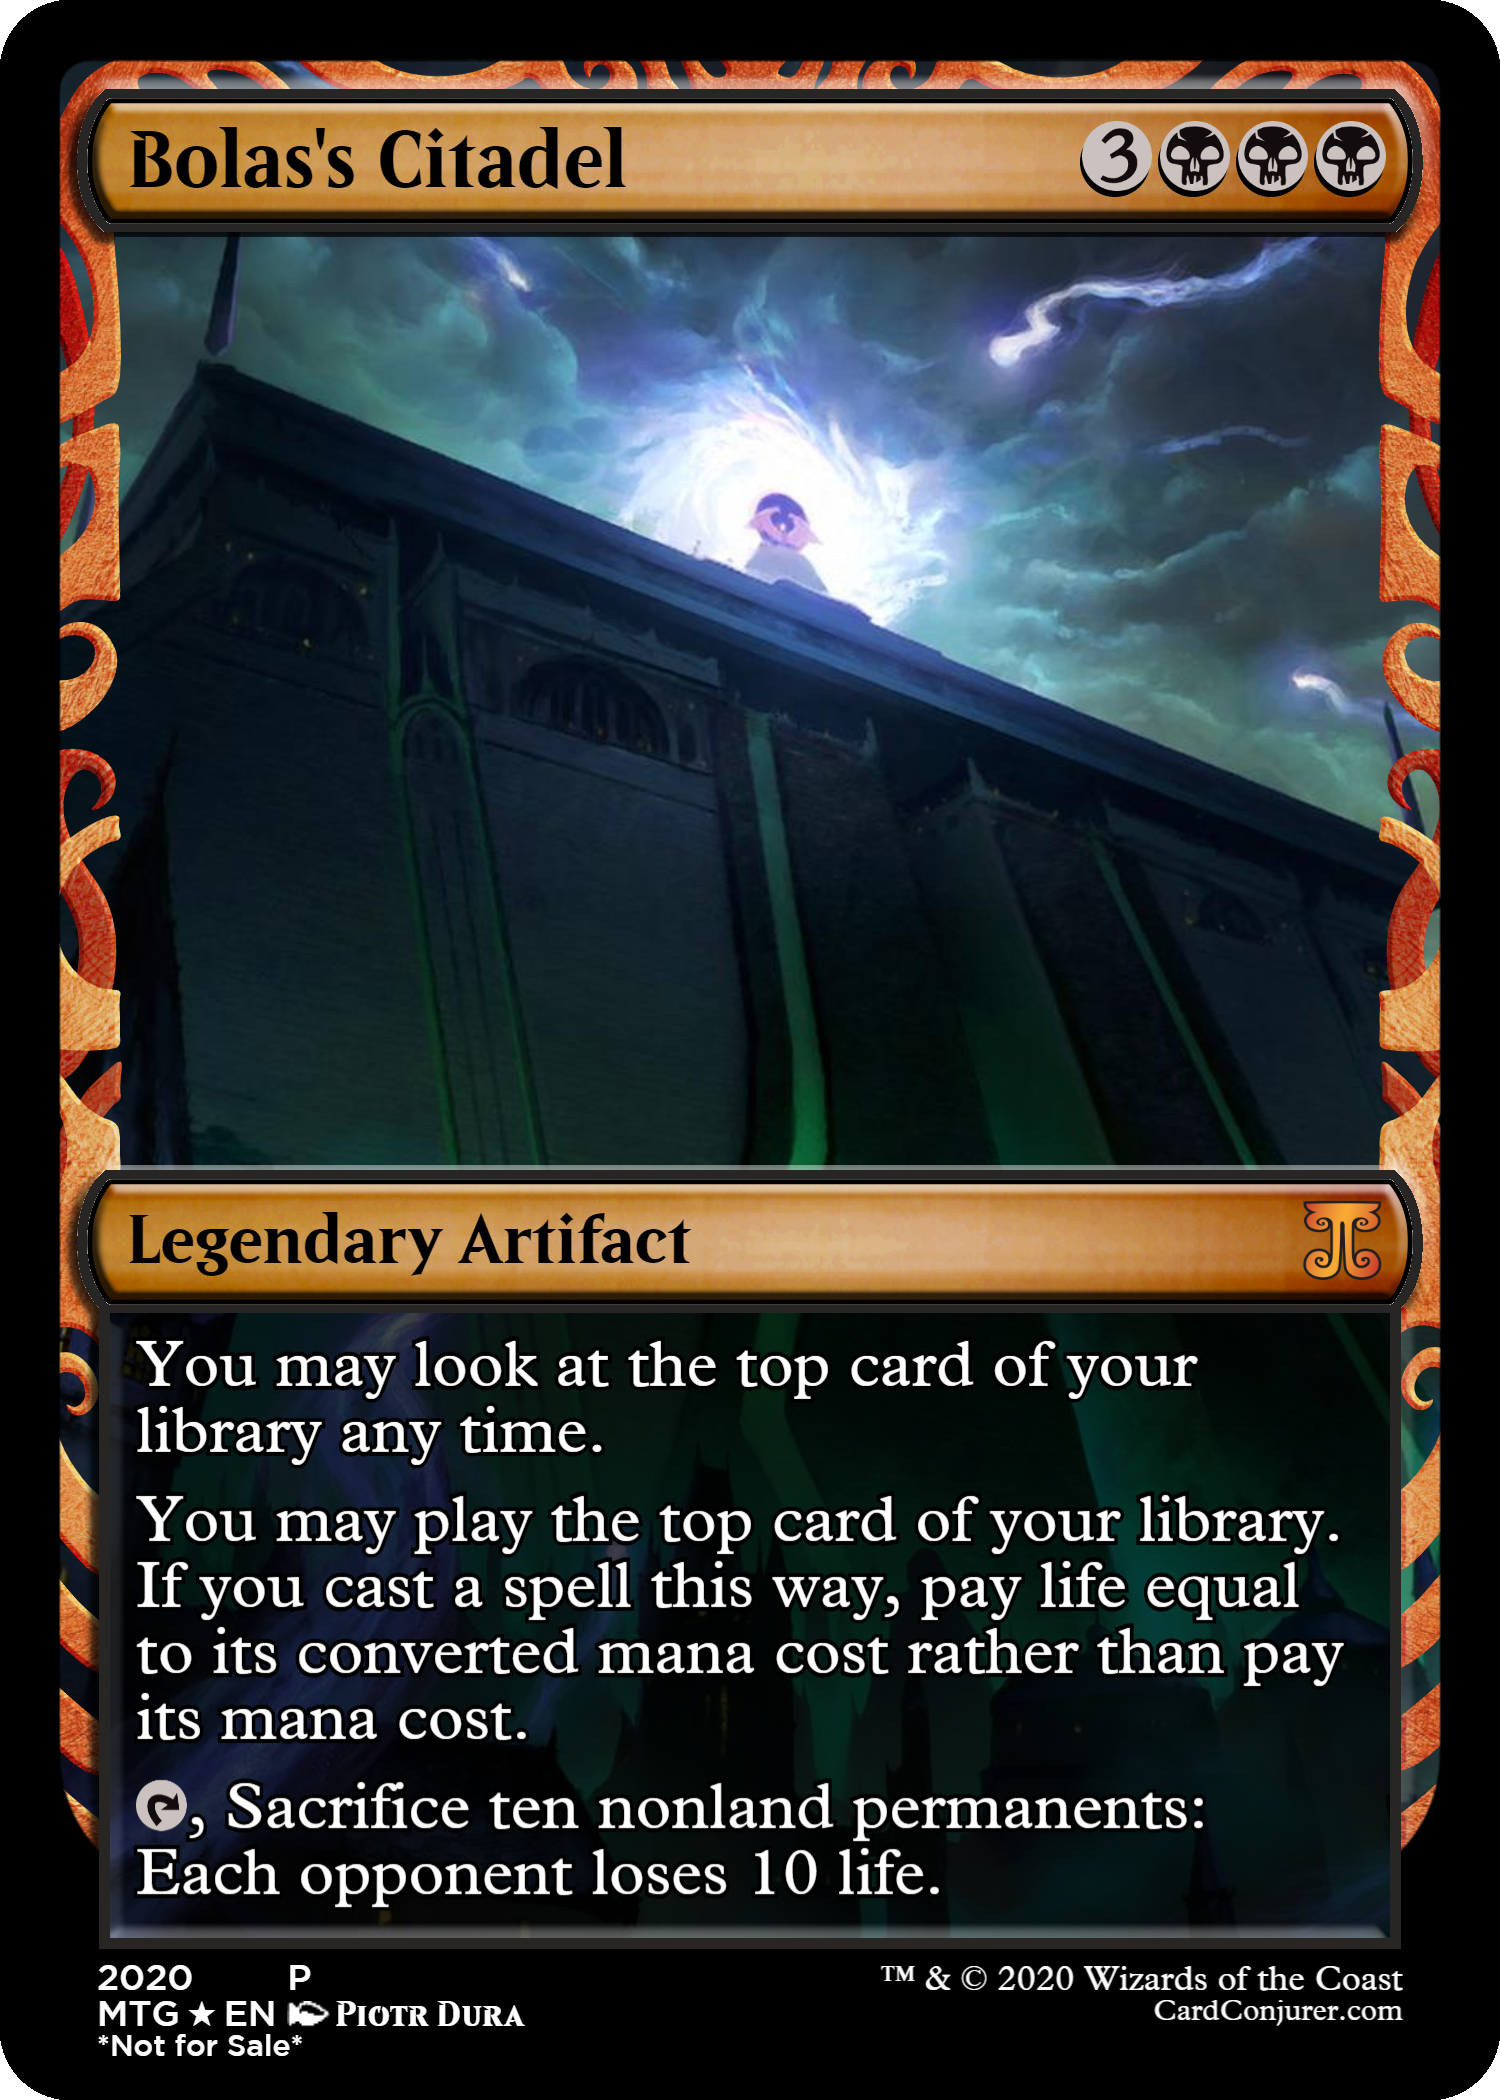 Bolas's Citadel 3
Legendary Artifact
You may look at the top card of your
library any time.
You may play the top card of your library.
If you cast a spell this way, pay life equal
to its converted mana cost rather than pay
its mana cost.
, Sacrifice ten nonland permanents:
Each opponent loses 10 life.
2020 P
MTG ★ EN Piotr Dura
*Not for Sale*
™ & © 2020 Wizards of the Coast
CardConjurer.com